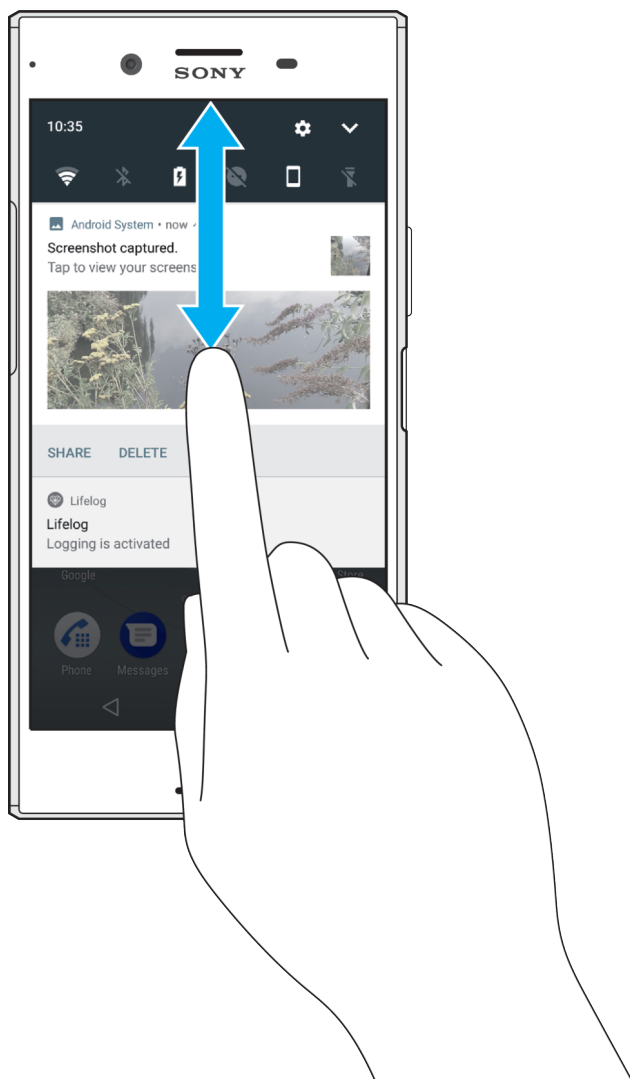 SONY
10:35
Android System • now
Screenshot captured.
Tap to view your screens
SHARE DELETE
Lifelog
Lifelog
Logging is activated
Google Store
Phone Messages